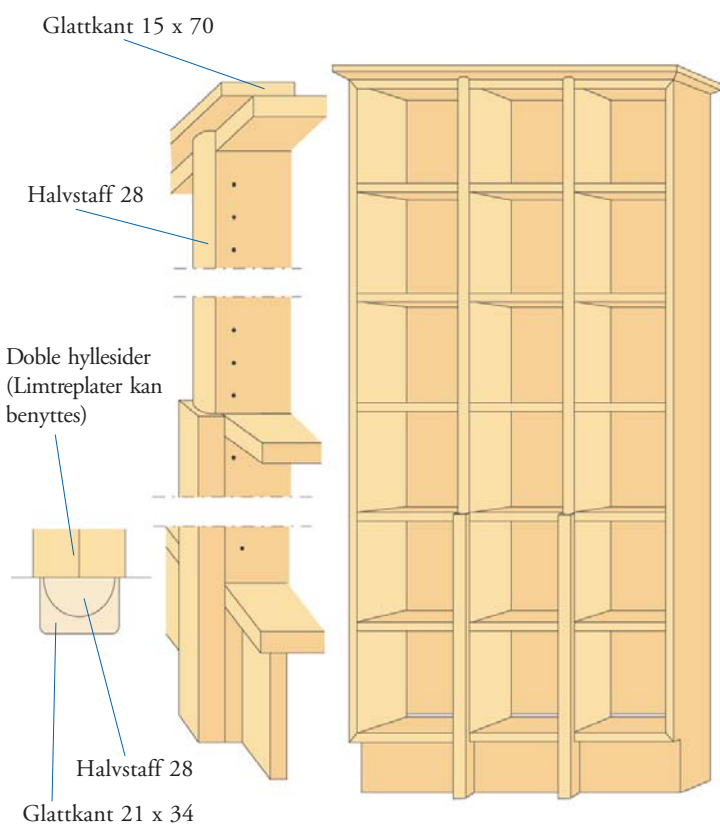 Glattkant 15 x 70
Halvstaff 28
Doble hyllesider
(Limtreplater kan
benyttes)
Halvstaff 28
Glattkant 21 x 34